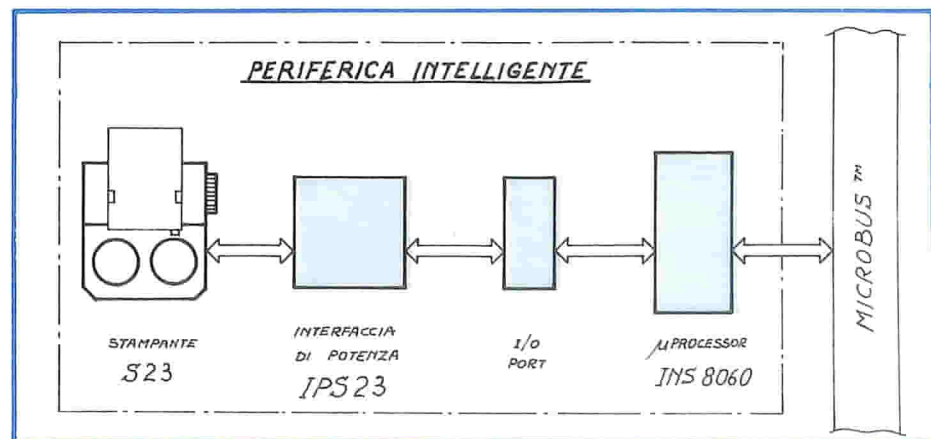 PERIFERICA INTELLIGENTE
STAMPANTE
S23
INTERFACCIA
DI POTENZA
IPS23
I/O
PORT
μPROCESSOR
INS 8060
MICROBUS™